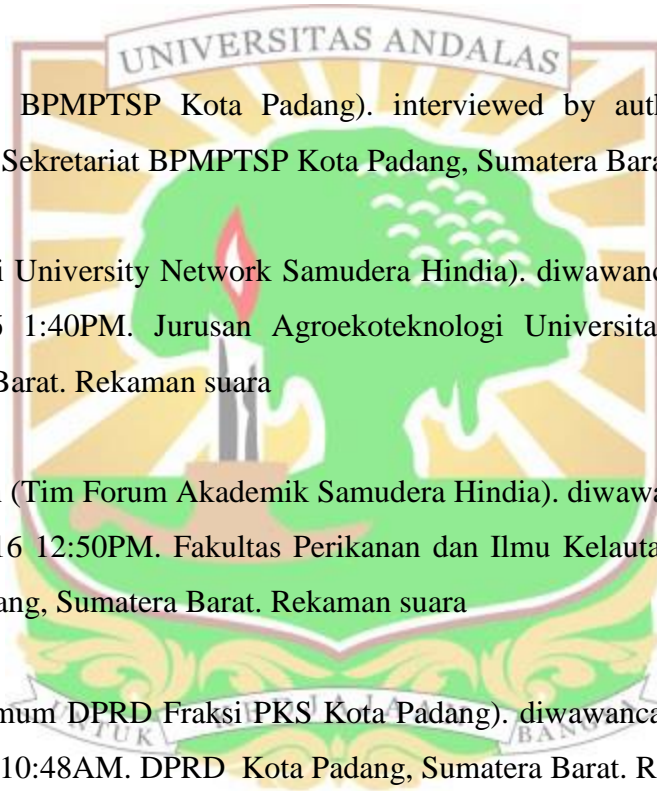 UNIVERSITAS ANDALAS
BPMPTSP Kota Padang). interviewed by auth
Sekretariat BPMPTSP Kota Padang, Sumatera Bara
i University Network Samudera Hindia). diwawanc
1:40PM. Jurusan Agroekoteknologi Universita
Barat. Rekaman suara
(Tim Forum Akademik Samudera Hindia). diwawa
16 12:50PM. Fakultas Perikanan dan Ilmu Kelauta
ang, Sumatera Barat. Rekaman suara
mum DPRD Fraksi PKS Kota Padang). diwawanca
UNTUK KEDJAJAAN BANGSA
10:48AM. DPRD Kota Padang, Sumatera Barat. R